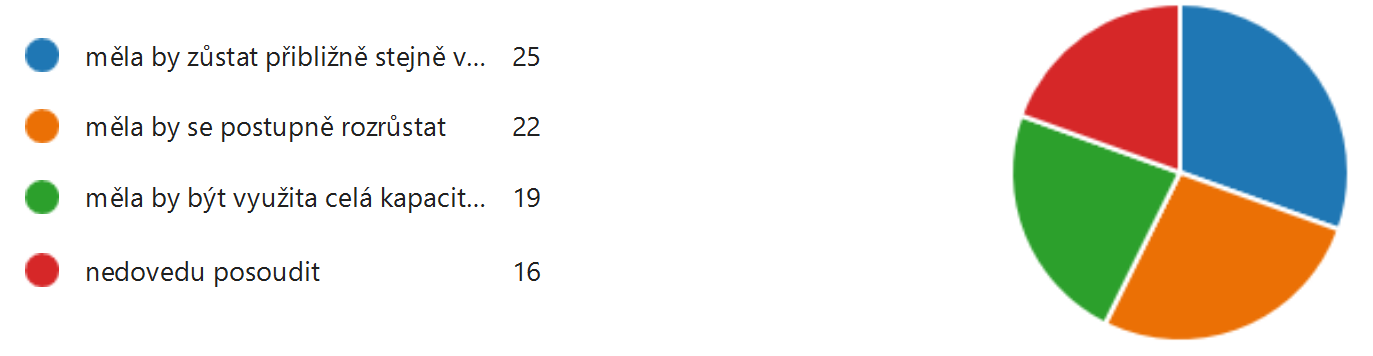 měla by zůstat přibližně stejně v... 25
měla by se postupně rozrůstat 22
měla by být využita celá kapacit... 19
nedovedu posoudit 16